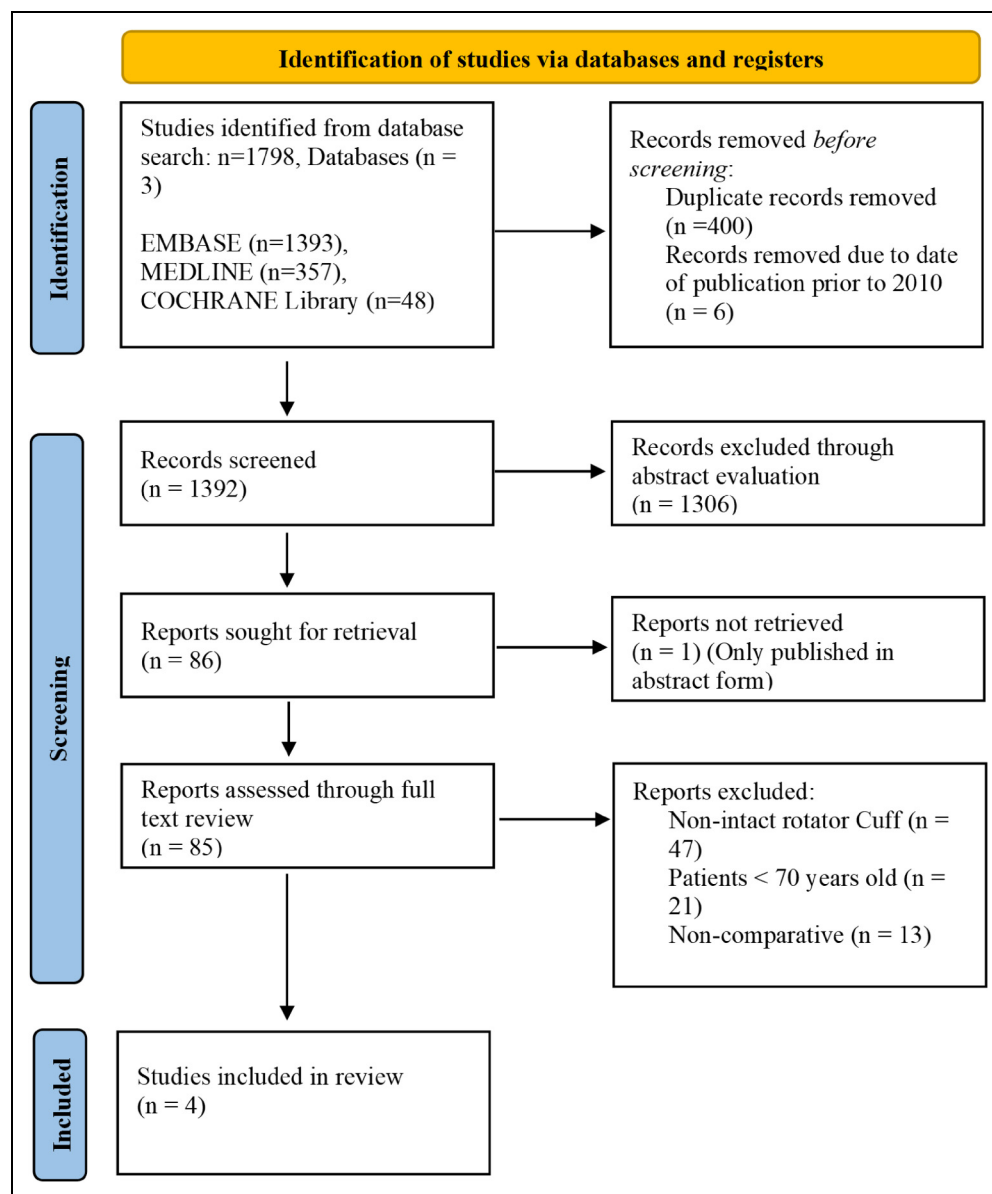 Identification of studies via databases and registers
Identification
Studies identified from database
search: n=1798, Databases (n =
3)
EMBASE (n=1393),
MEDLINE (n=357),
COCHRANE Library (n=48)
Records removed before
screening:
Duplicate records removed
(n =400)
Records removed due to date
of publication prior to 2010
(n = 6)
Screening
Records screened
(n = 1392)
Records excluded through
abstract evaluation
(n = 1306)
Reports sought for retrieval
(n = 86)
Reports not retrieved
(n = 1) (Only published in
abstract form)
Reports assessed through full
text review
(n = 85)
Reports excluded:
Non-intact rotator Cuff (n =
47)
Patients < 70 years old (n =
21)
Non-comparative (n = 13)
Included
Studies included in review
(n = 4)